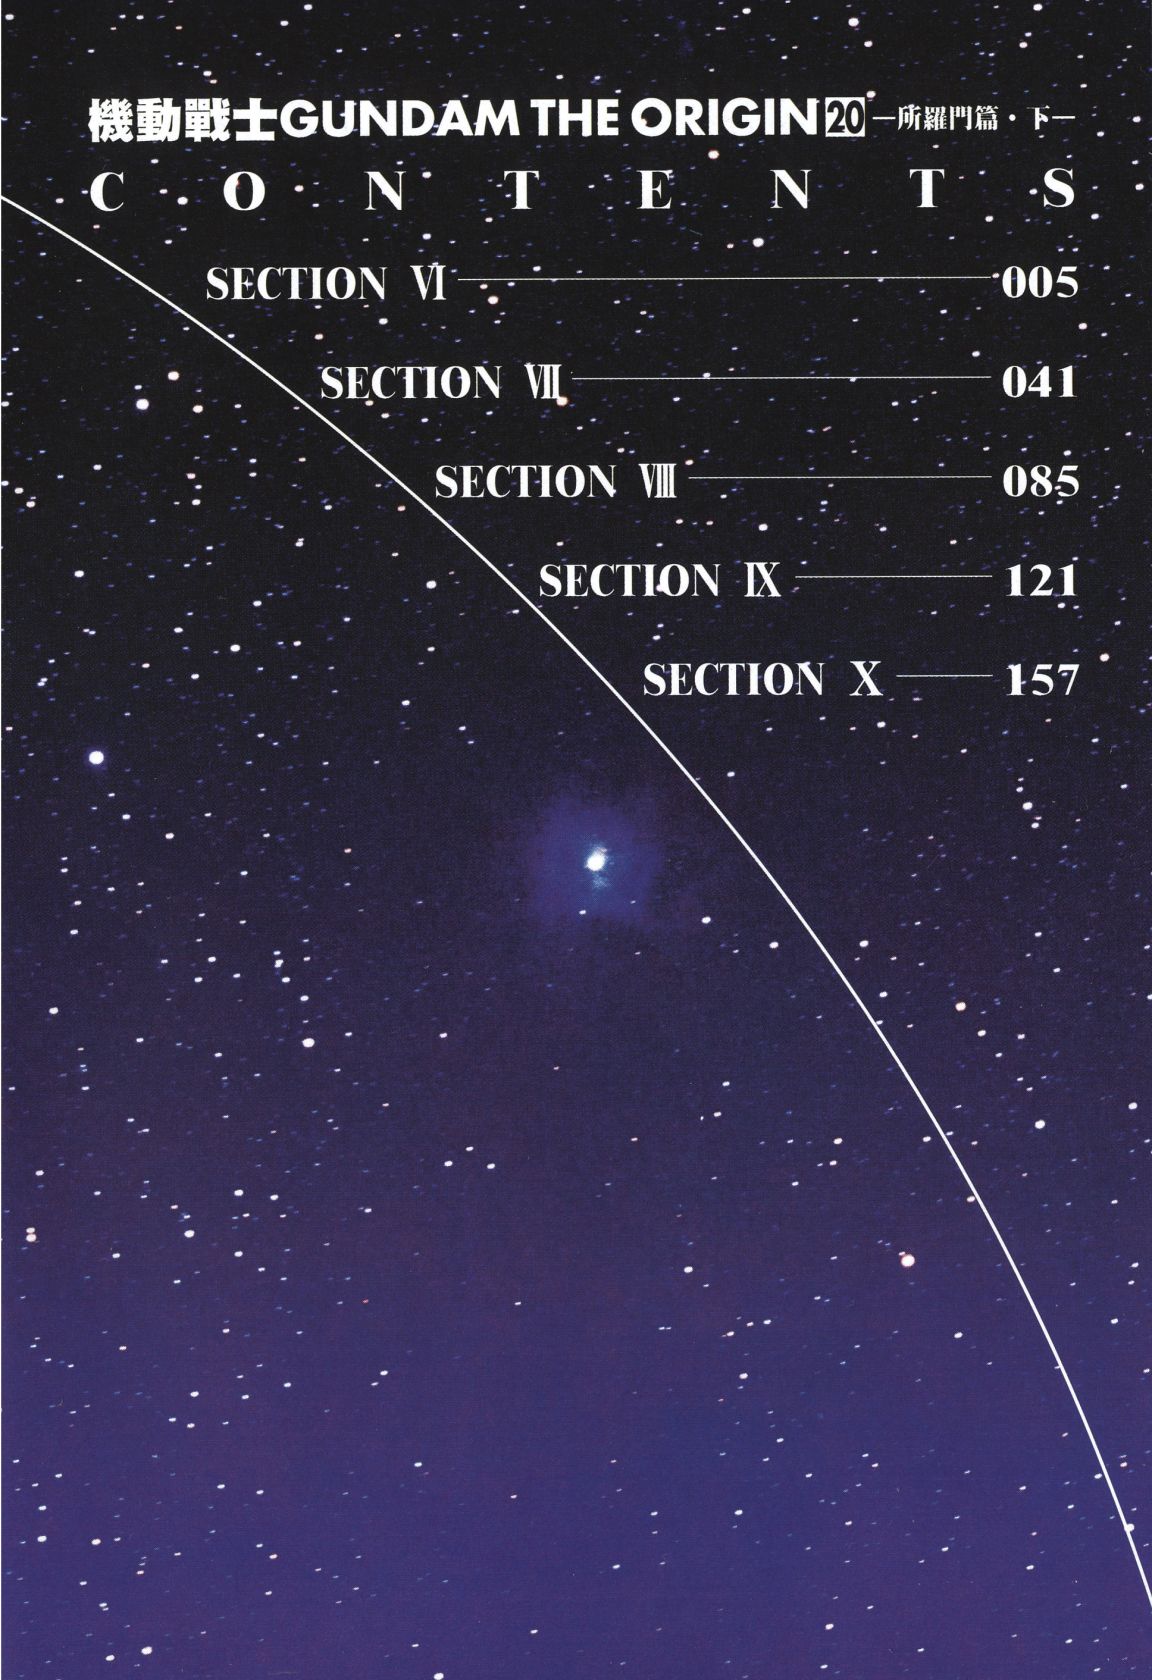 機動戰士GUNDAM THE ORIGIN 20 —所羅門篇・下—
CONTENTS
SECTION Ⅵ 005
SECTION Ⅶ 041
SECTION Ⅷ 085
SECTION Ⅸ 121
SECTION Ⅹ 157